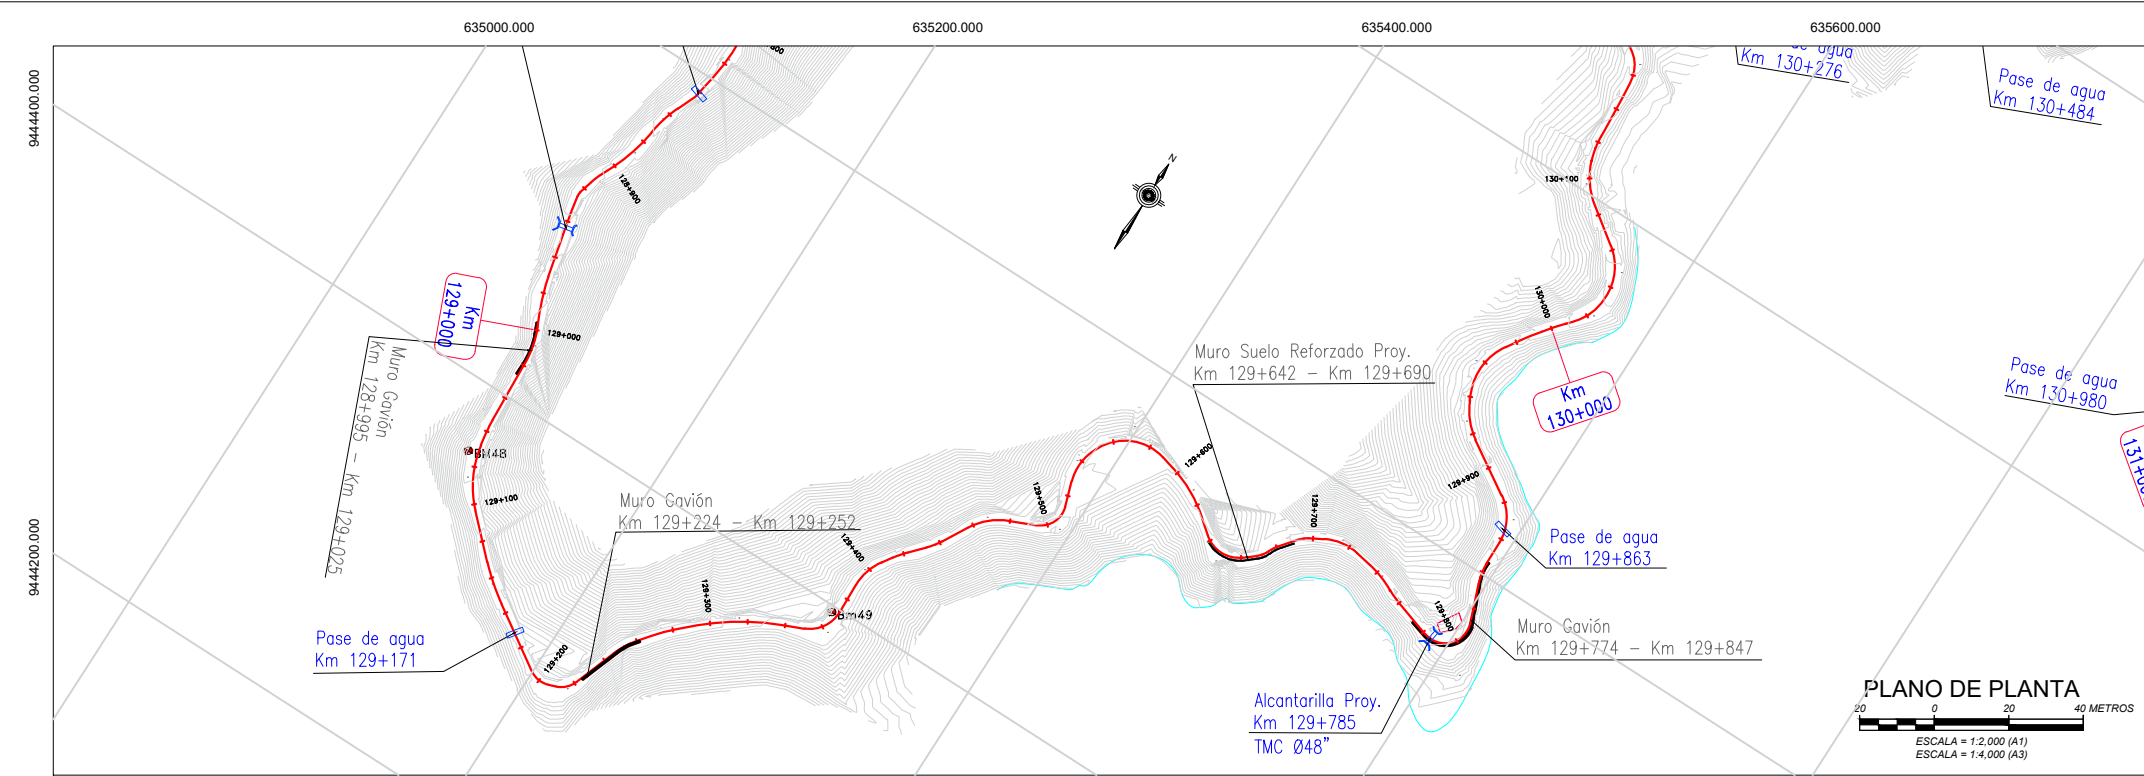 635000.000
635200.000
635400.000
635600.000
9444400.000
9444200.000
Km 130+276
Pase de agua
Km 130+484
N
128+900
130+100
Km
129+000
129+000
130+000
Muro Gavión
Km 128+995 - Km 129+025
Muro Suelo Reforzado Proy.
Km 129+642 - Km 129+690
Km
130+000
Pase de agua
Km 130+980
BM48
129+100
Muro Gavión
Km 129+224 - Km 129+252
129+500
129+600
129+700
129+900
129+400
Pase de agua
Km 129+863
129+300
Bm49
129+800
Pase de agua
Km 129+171
129+200
Muro Gavión
Km 129+774 - Km 129+847
Alcantarilla Proy.
Km 129+785
TMC Ø48"
PLANO DE PLANTA
20 0 20 40 METROS
ESCALA = 1:2,000 (A1)
ESCALA = 1:4,000 (A3)